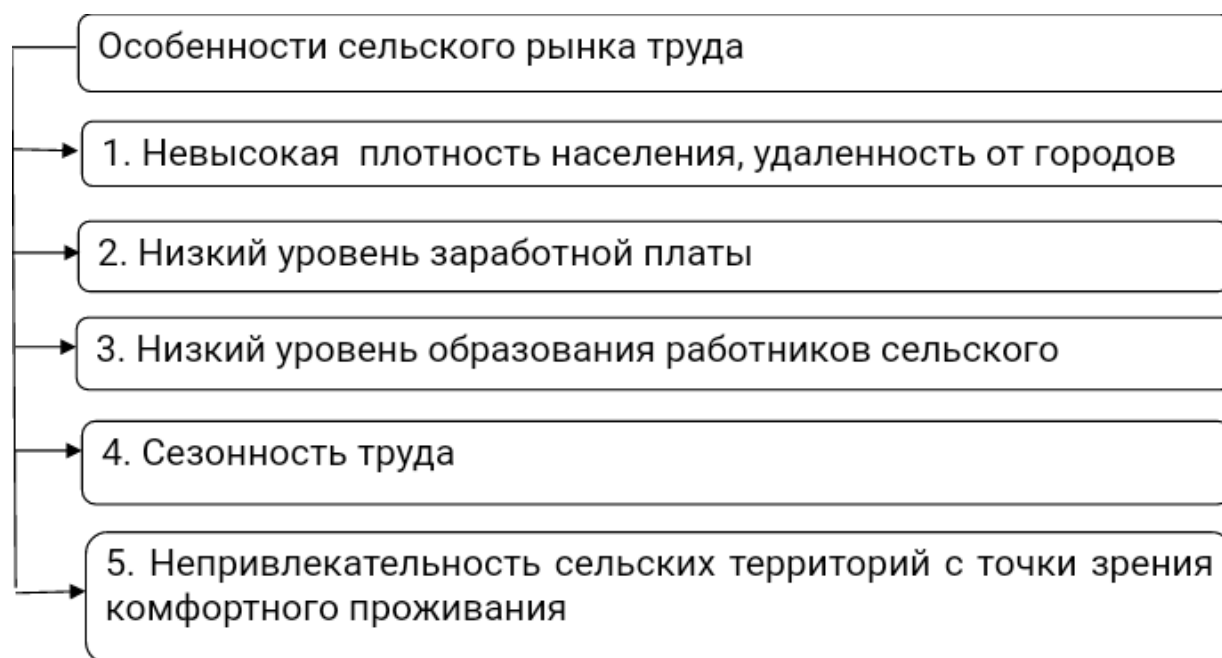 Особенности сельского рынка труда
1. Невысокая плотность населения, удаленность от городов
2. Низкий уровень заработной платы
3. Низкий уровень образования работников сельского
4. Сезонность труда
5. Непривлекательность сельских территорий с точки зрения
комфортного проживания